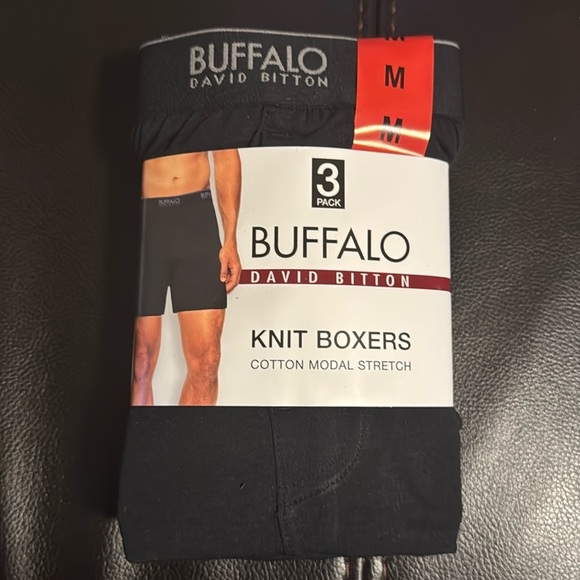 BUFFALO
DAVID BITTON
M
M
M
3
PACK
BUFFALO
BUFFALO
DAVID BITTON
KNIT BOXERS
COTTON MODAL STRETCH